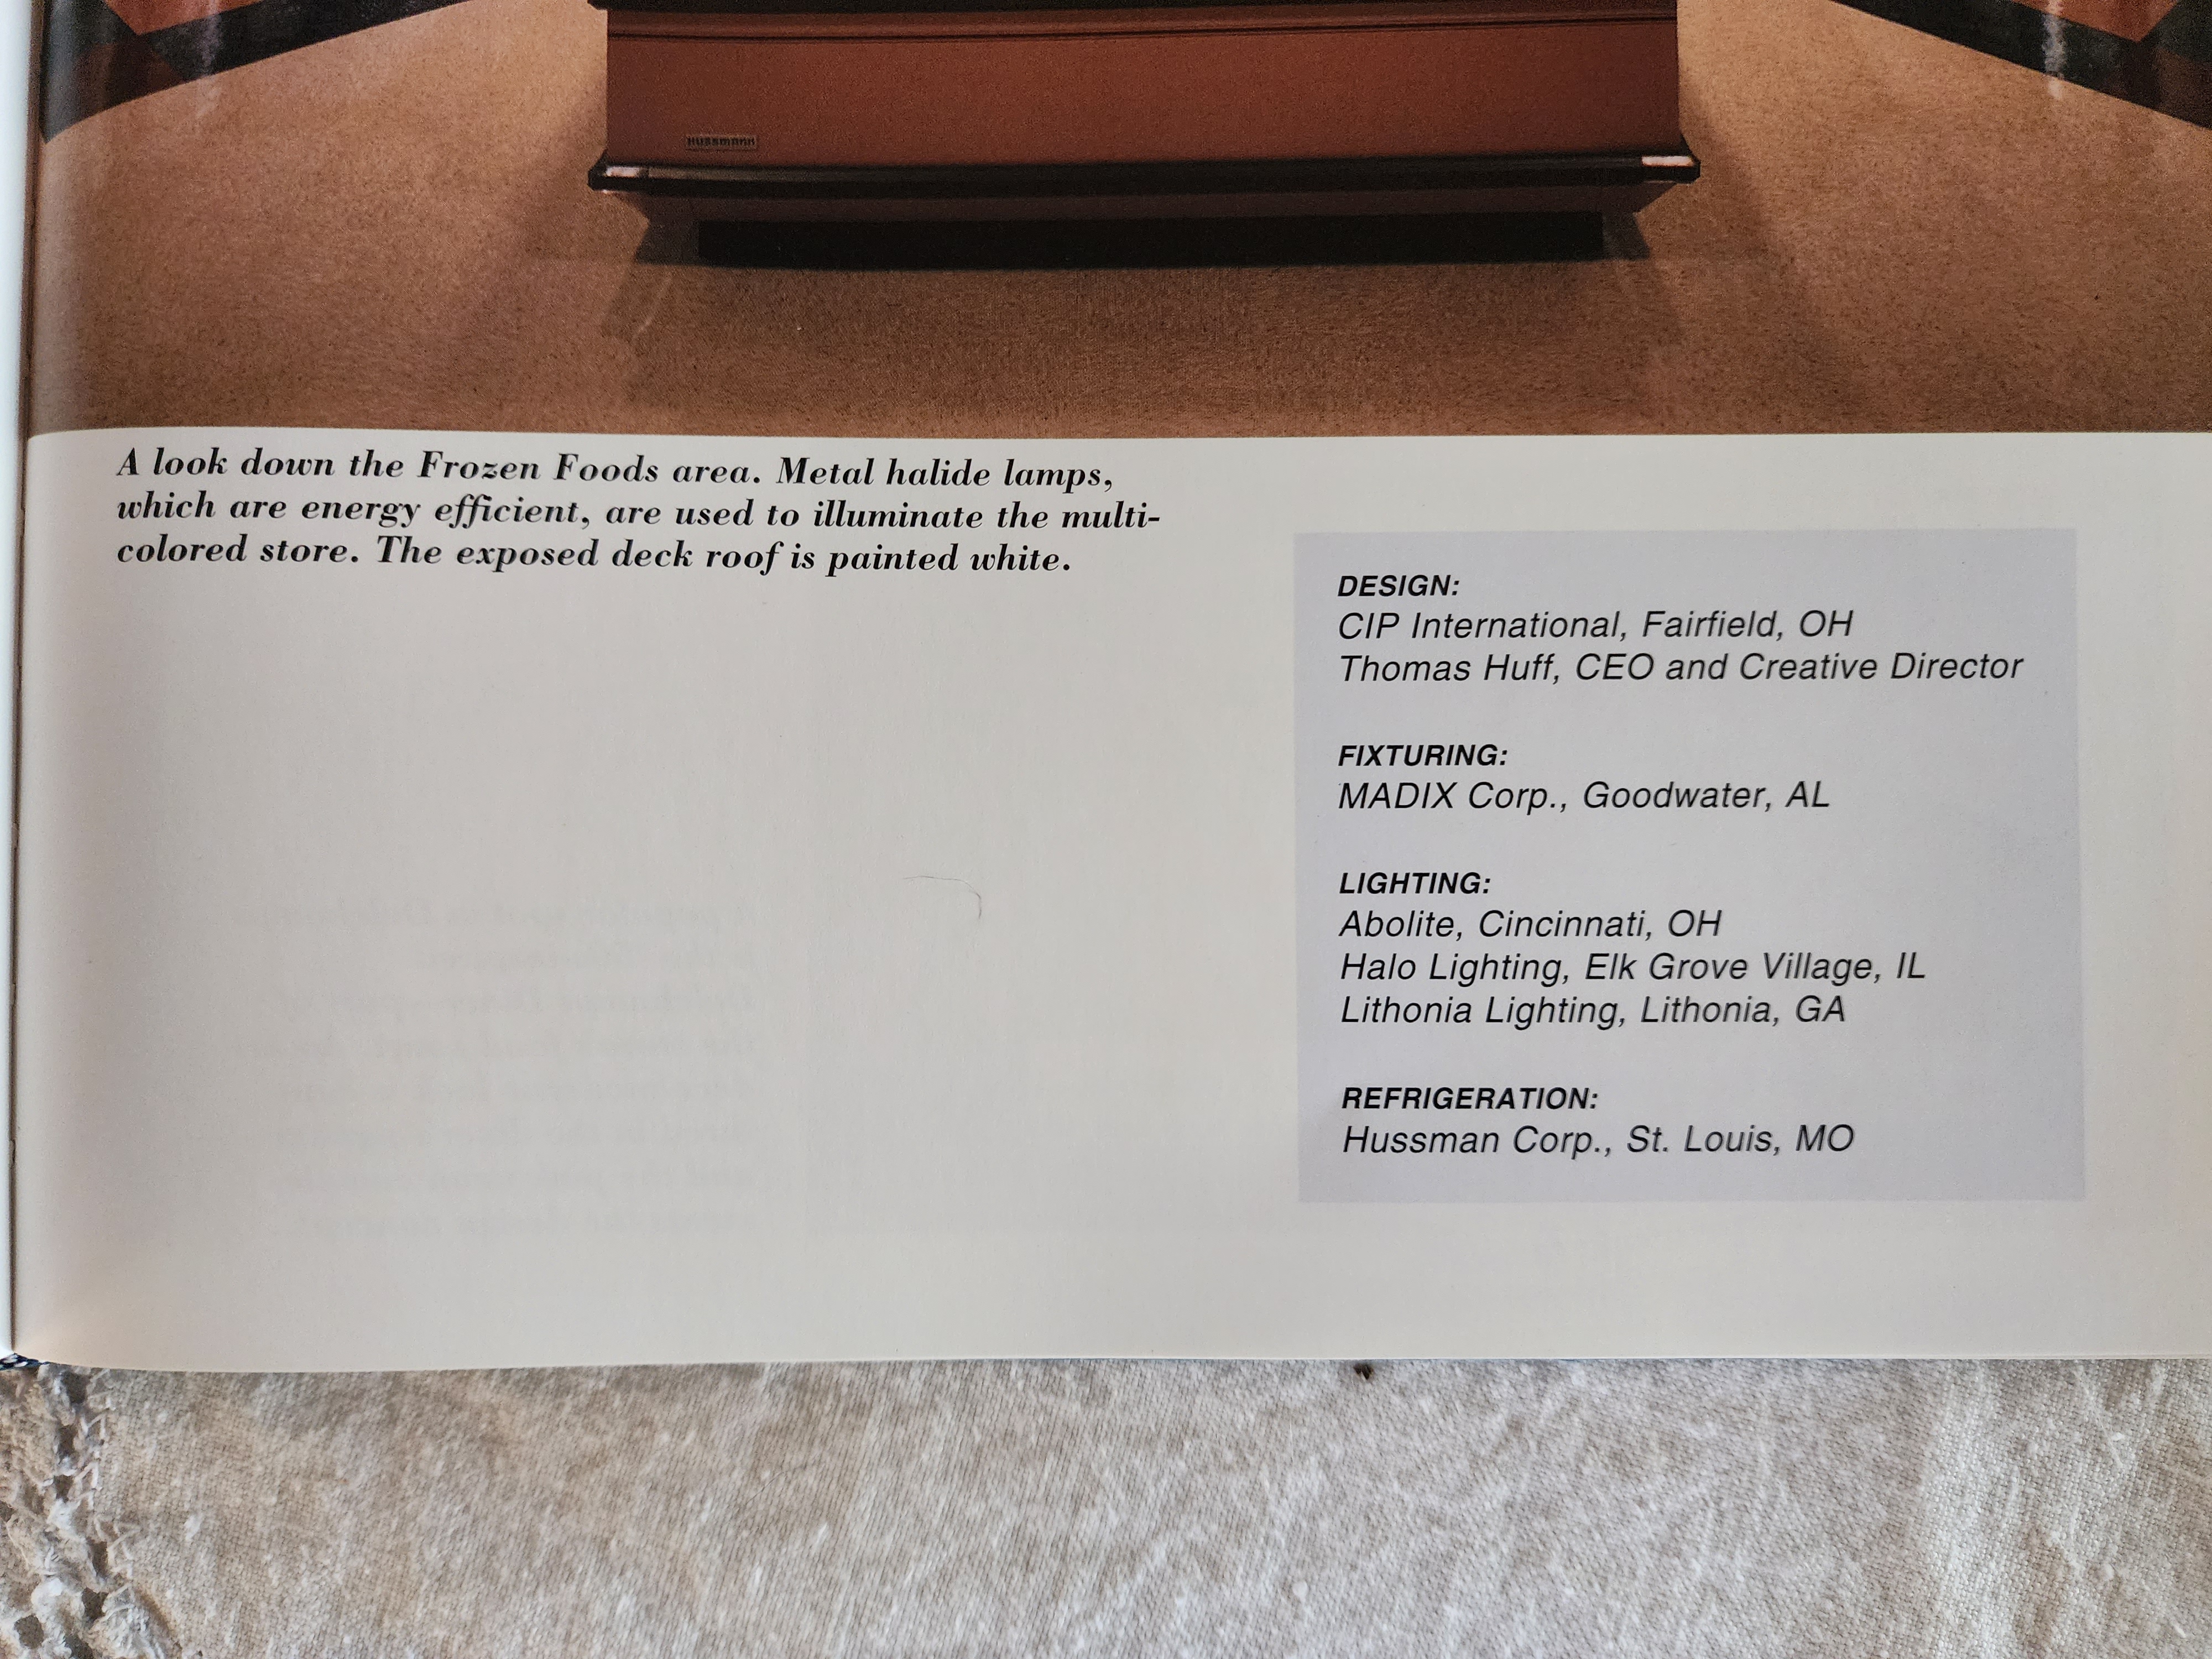 HUSSMANN
A look down the Frozen Foods area. Metal halide lamps,
which are energy efficient, are used to illuminate the multi-
colored store. The exposed deck roof is painted white.
DESIGN:
CIP International, Fairfield, OH
Thomas Huff, CEO and Creative Director
FIXTURING:
MADIX Corp., Goodwater, AL
LIGHTING:
Abolite, Cincinnati, OH
Halo Lighting, Elk Grove Village, IL
Lithonia Lighting, Lithonia, GA
REFRIGERATION:
Hussman Corp., St. Louis, MO